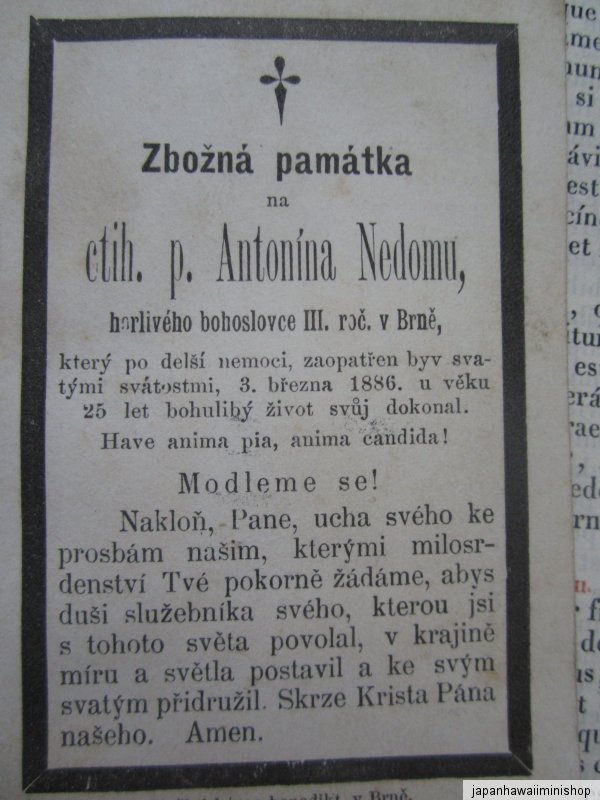 Zbožná památka
na
ctih. p. Antonína Nedomu,
horlivého bohoslovce III. roč. v Brně,
který po delší nemoci, zaopatřen byv sva-
tými svátostmi, 3. března 1886. u věku
25 let bohulibý život svůj dokonal.
Have anima pia, anima candida!
Modleme se!
Nakloň, Pane, ucha svého ke
prosbám našim, kterými milosr-
denství Tvé pokorně žádáme, abys
duši služebníka svého, kterou jsi
s tohoto světa povolal, v krajině
míru a světla postavil a ke svým
svatým přidružil. Skrze Krista Pána
našeho. Amen.
benedikt. v Brně.
japanhawaiiminishop